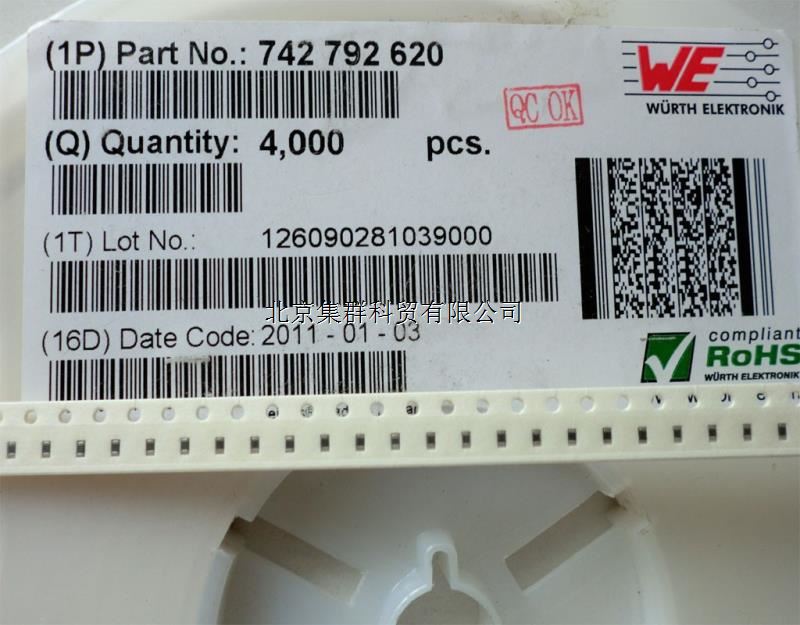 (1P) Part No.: 742 792 620
WE
WÜRTH ELEKTRONIK
QC OK
(Q) Quantity: 4,000 pcs.
(1T) Lot No.: 126090281039000
北京集群科贸有限公司
(16D) Date Code: 2011 - 01 - 03
compliant
RoHS
WÜRTH ELEKTRONIK